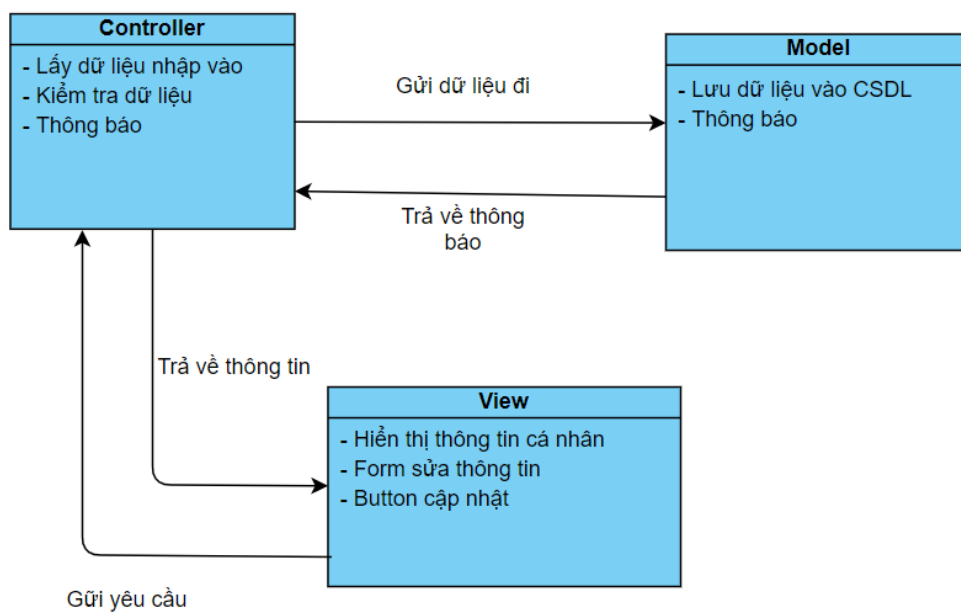 Controller
- Lấy dữ liệu nhập vào
- Kiểm tra dữ liệu
- Thông báo
Gửi dữ liệu đi
Model
- Lưu dữ liệu vào CSDL
- Thông báo
Trả về thông
báo
Trả về thông tin
View
- Hiển thị thông tin cá nhân
- Form sửa thông tin
- Button cập nhật
Gữi yêu cầu